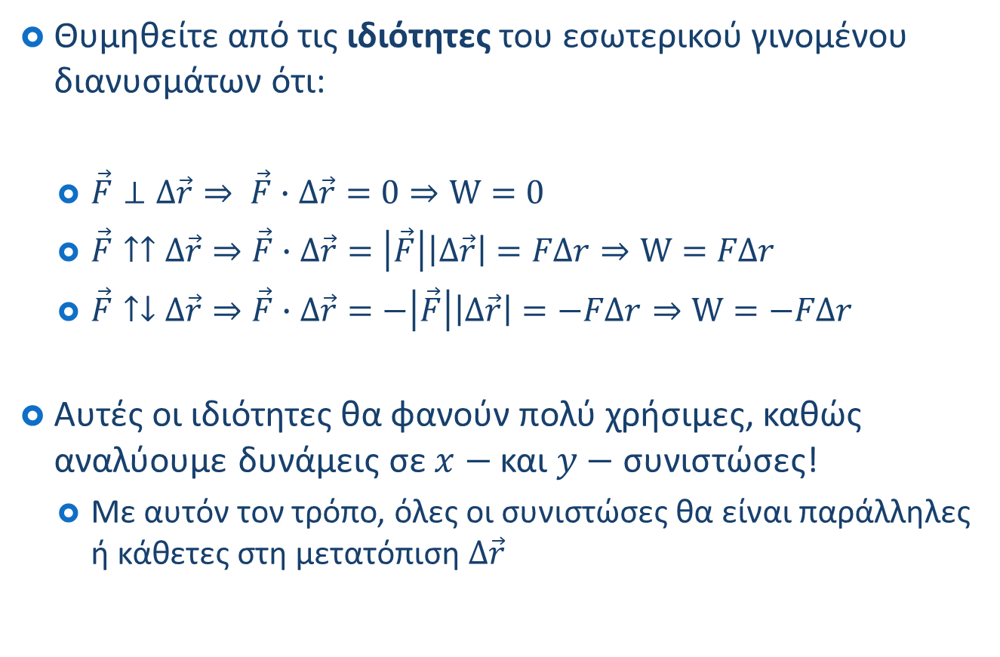 Θυμηθείτε από τις ιδιότητες του εσωτερικού γινομένου
διανυσμάτων ότι:
$\vec{F} \perp \Delta\vec{r} \Rightarrow \vec{F} \cdot \Delta\vec{r} = 0 \Rightarrow \mathrm{W} = 0$
$\vec{F} \uparrow\uparrow \Delta\vec{r} \Rightarrow \vec{F} \cdot \Delta\vec{r} = |\vec{F}||\Delta\vec{r}| = F\Delta r \Rightarrow \mathrm{W} = F\Delta r$
$\vec{F} \uparrow\downarrow \Delta\vec{r} \Rightarrow \vec{F} \cdot \Delta\vec{r} = -|\vec{F}||\Delta\vec{r}| = -F\Delta r \Rightarrow \mathrm{W} = -F\Delta r$
Αυτές οι ιδιότητες θα φανούν πολύ χρήσιμες, καθώς
αναλύουμε δυνάμεις σε $x -$ και $y -$ συνιστώσες!
Με αυτόν τον τρόπο, όλες οι συνιστώσες θα είναι παράλληλες
ή κάθετες στη μετατόπιση $\Delta\vec{r}$